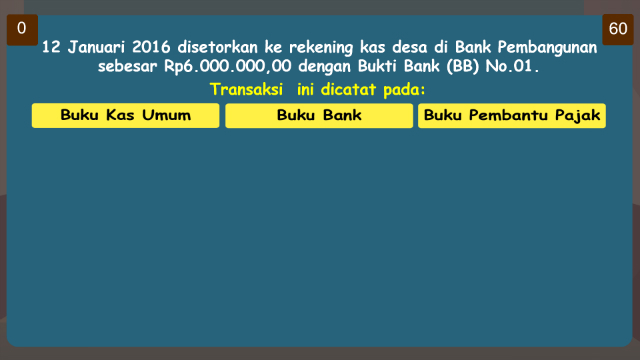 0
60
12 Januari 2016 disetorkan ke rekening kas desa di Bank Pembangunan
sebesar Rp6.000.000,00 dengan Bukti Bank (BB) No.01.
Transaksi  ini dicatat pada:
Buku Kas Umum
Buku Bank
Buku Pembantu Pajak